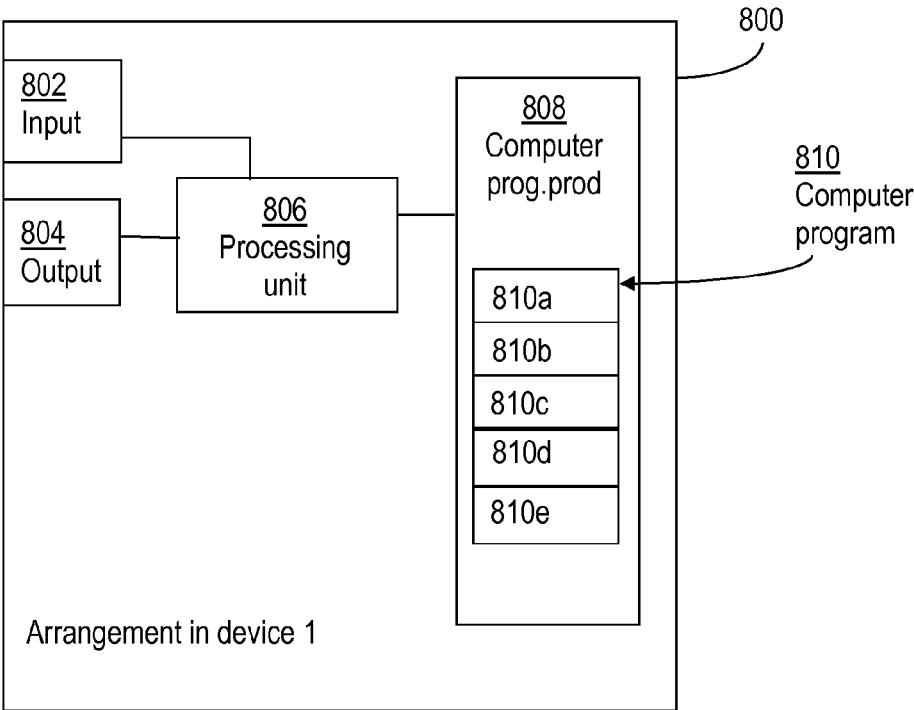 800
802
Input
804
Output
806
Processing
unit
808
Computer
prog.prod
810
Computer
program
810a
810b
810c
810d
810e
Arrangement in device 1